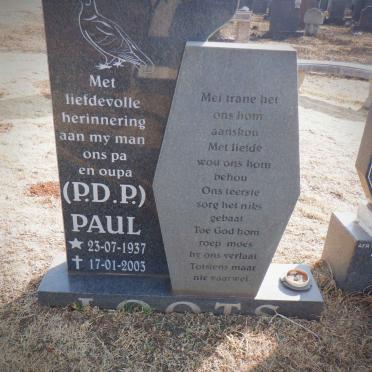 Met
liefdevolle
herinnering
aan my man
ons pa
en oupa
(P.D.P.)
PAUL
★ 23-07-1937
✝ 17-01-2003
Met trane het
ons hom
aanskou
Met liefde
wou ons hom
behou
Ons teerste
sorg het niks
gebaat
Toe God hom
roep moes
hy ons verlaat
Totsiens maar
nie vaarwel
LOOTS